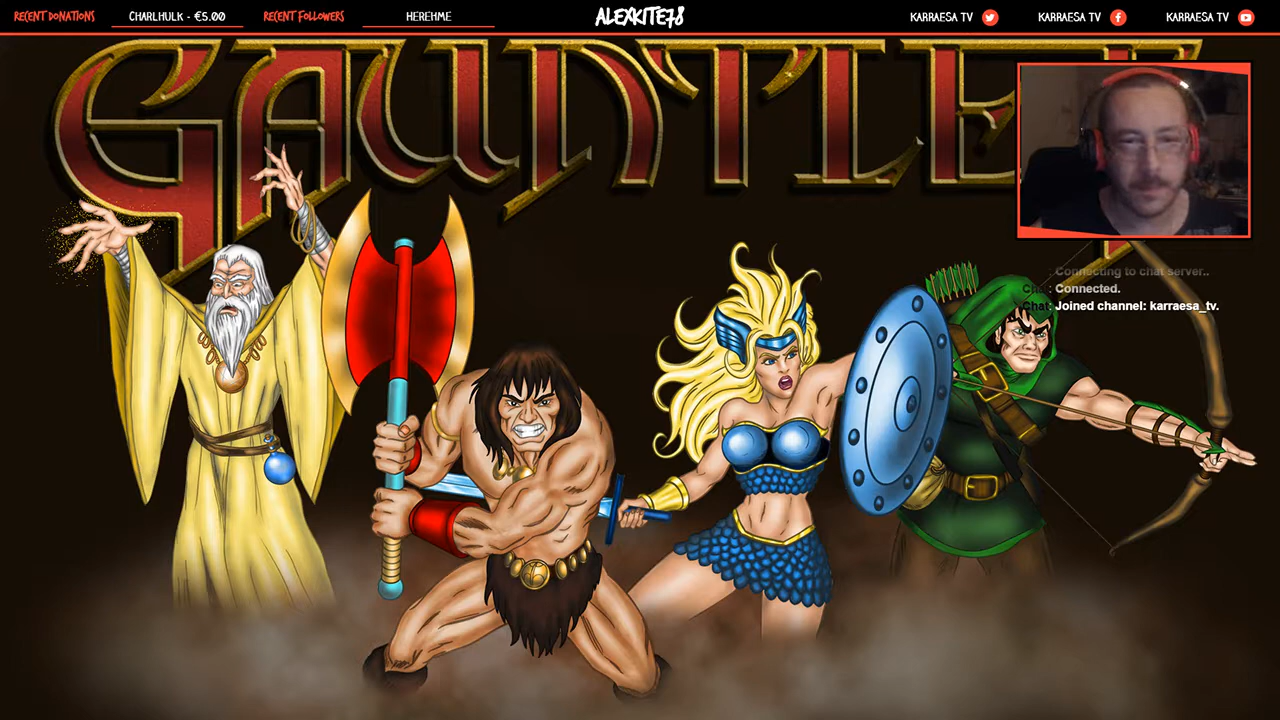 RECENT DONATIONS CHARLHULK - €5.00 RECENT FOLLOWERS HEREHME ALEXKITE78 KARRAESA TV KARRAESA TV KARRAESA TV
GAUNTLET
Connecting to chat server..
Chat: Connected.
Chat: Joined channel: karraesa_tv.